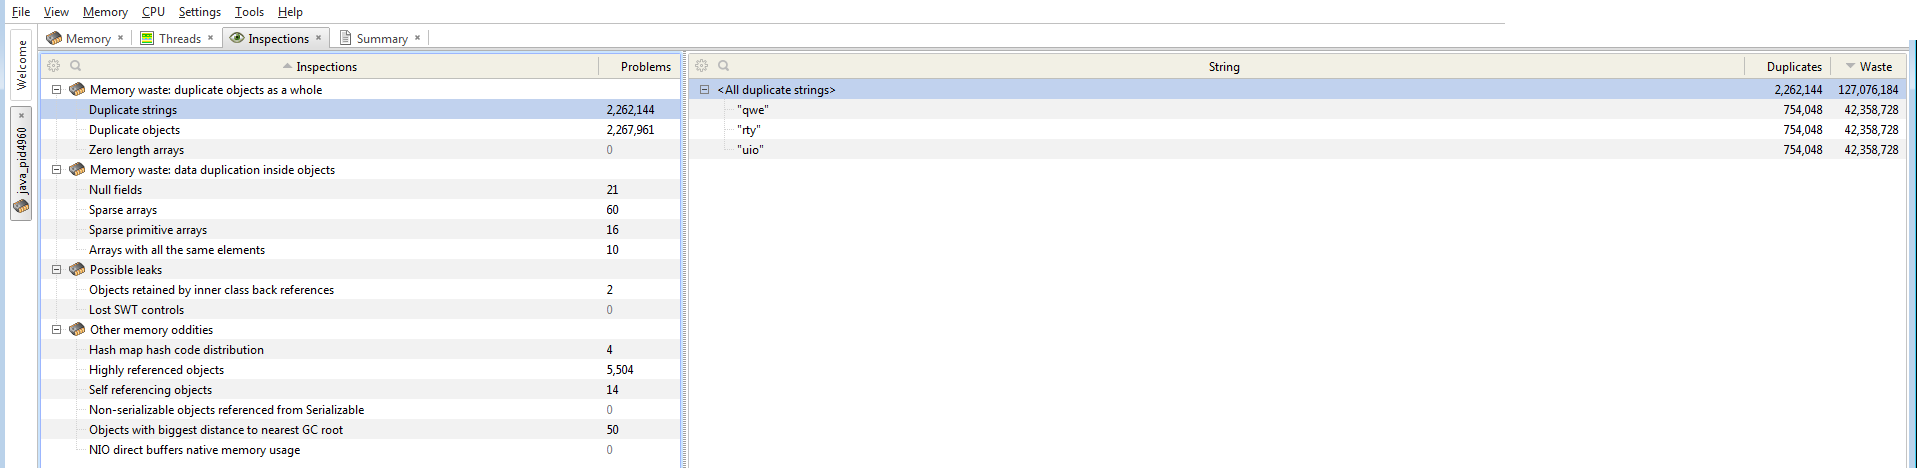 File View Memory CPU Settings Tools Help
Memory Threads Inspections Summary
Welcome
java_pid4960
Inspections Problems
Memory waste: duplicate objects as a whole
Duplicate strings 2,262,144
Duplicate objects 2,267,961
Zero length arrays 0
Memory waste: data duplication inside objects
Null fields 21
Sparse arrays 60
Sparse primitive arrays 16
Arrays with all the same elements 10
Possible leaks
Objects retained by inner class back references 2
Lost SWT controls 0
Other memory oddities
Hash map hash code distribution 4
Highly referenced objects 5,504
Self referencing objects 14
Non-serializable objects referenced from Serializable 0
Objects with biggest distance to nearest GC root 50
NIO direct buffers native memory usage 0
String Duplicates Waste
<All duplicate strings> 2,262,144 127,076,184
"qwe" 754,048 42,358,728
"rty" 754,048 42,358,728
"uio" 754,048 42,358,728